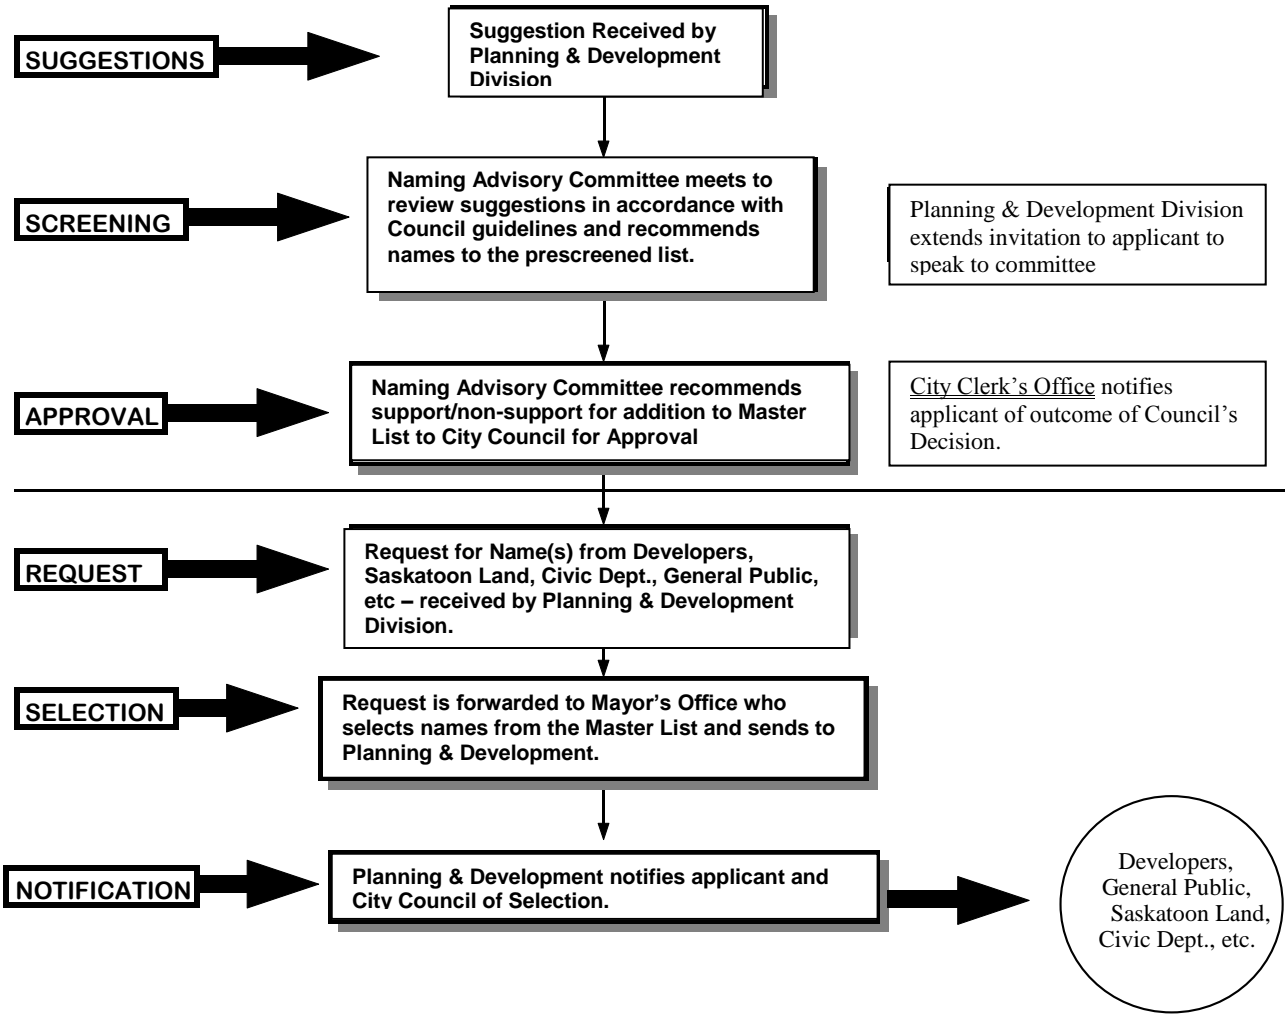 SUGGESTIONS
Suggestion Received by
Planning & Development
Division
SCREENING
Naming Advisory Committee meets to
review suggestions in accordance with
Council guidelines and recommends
names to the prescreened list.
Planning & Development Division
extends invitation to applicant to
speak to committee
APPROVAL
Naming Advisory Committee recommends
support/non-support for addition to Master
List to City Council for Approval
City Clerk’s Office notifies
applicant of outcome of Council’s
Decision.
REQUEST
Request for Name(s) from Developers,
Saskatoon Land, Civic Dept., General Public,
etc – received by Planning & Development
Division.
SELECTION
Request is forwarded to Mayor’s Office who
selects names from the Master List and sends to
Planning & Development.
NOTIFICATION
Planning & Development notifies applicant and
City Council of Selection.
Developers,
General Public,
Saskatoon Land,
Civic Dept., etc.